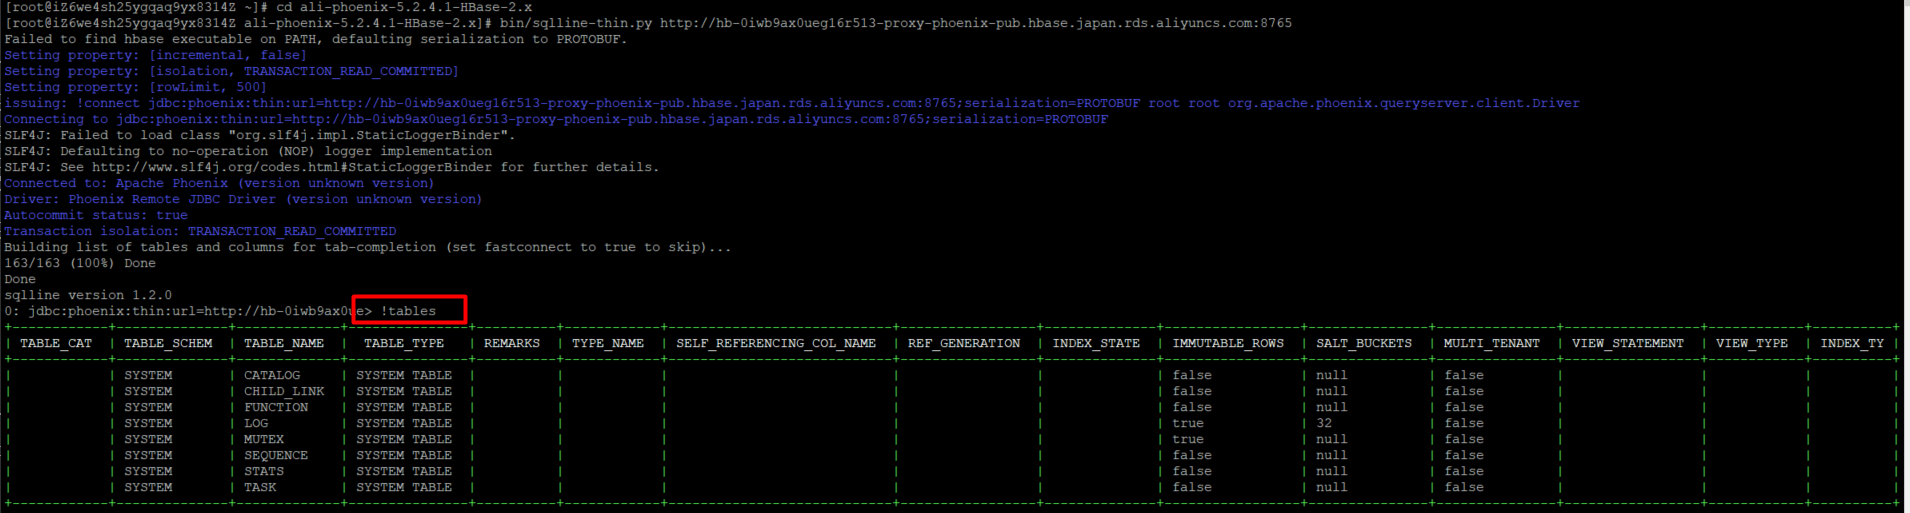 [root@iZ6we4sh25ygqaq9yx8314Z ~]# cd ali-phoenix-5.2.4.1-HBase-2.x
[root@iZ6we4sh25ygqaq9yx8314Z ali-phoenix-5.2.4.1-HBase-2.x]# bin/sqlline-thin.py http://hb-0iwb9ax0ueg16r513-proxy-phoenix-pub.hbase.japan.rds.aliyuncs.com:8765
Failed to find hbase executable on PATH, defaulting serialization to PROTOBUF.
Setting property: [incremental, false]
Setting property: [isolation, TRANSACTION_READ_COMMITTED]
Setting property: [rowLimit, 500]
issuing: !connect jdbc:phoenix:thin:url=http://hb-0iwb9ax0ueg16r513-proxy-phoenix-pub.hbase.japan.rds.aliyuncs.com:8765;serialization=PROTOBUF root root org.apache.phoenix.queryserver.client.Driver
Connecting to jdbc:phoenix:thin:url=http://hb-0iwb9ax0ueg16r513-proxy-phoenix-pub.hbase.japan.rds.aliyuncs.com:8765;serialization=PROTOBUF
SLF4J: Failed to load class "org.slf4j.impl.StaticLoggerBinder".
SLF4J: Defaulting to no-operation (NOP) logger implementation
SLF4J: See http://www.slf4j.org/codes.html#StaticLoggerBinder for further details.
Connected to: Apache Phoenix (version unknown version)
Driver: Phoenix Remote JDBC Driver (version unknown version)
Autocommit status: true
Transaction isolation: TRANSACTION_READ_COMMITTED
Building list of tables and columns for tab-completion (set fastconnect to true to skip)...
163/163 (100%) Done
Done
sqlline version 1.2.0
0: jdbc:phoenix:thin:url=http://hb-0iwb9ax0ue> !tables
| TABLE_CAT | TABLE_SCHEM | TABLE_NAME | TABLE_TYPE | REMARKS | TYPE_NAME | SELF_REFERENCING_COL_NAME | REF_GENERATION | INDEX_STATE | IMMUTABLE_ROWS | SALT_BUCKETS | MULTI_TENANT | VIEW_STATEMENT | VIEW_TYPE | INDEX_TY |
| | SYSTEM | CATALOG | SYSTEM TABLE | | | | | | false | null | false | | | |
| | SYSTEM | CHILD_LINK | SYSTEM TABLE | | | | | | false | null | false | | | |
| | SYSTEM | FUNCTION | SYSTEM TABLE | | | | | | false | null | false | | | |
| | SYSTEM | LOG | SYSTEM TABLE | | | | | | true | 32 | false | | | |
| | SYSTEM | MUTEX | SYSTEM TABLE | | | | | | true | null | false | | | |
| | SYSTEM | SEQUENCE | SYSTEM TABLE | | | | | | false | null | false | | | |
| | SYSTEM | STATS | SYSTEM TABLE | | | | | | false | null | false | | | |
| | SYSTEM | TASK | SYSTEM TABLE | | | | | | false | null | false | | | |